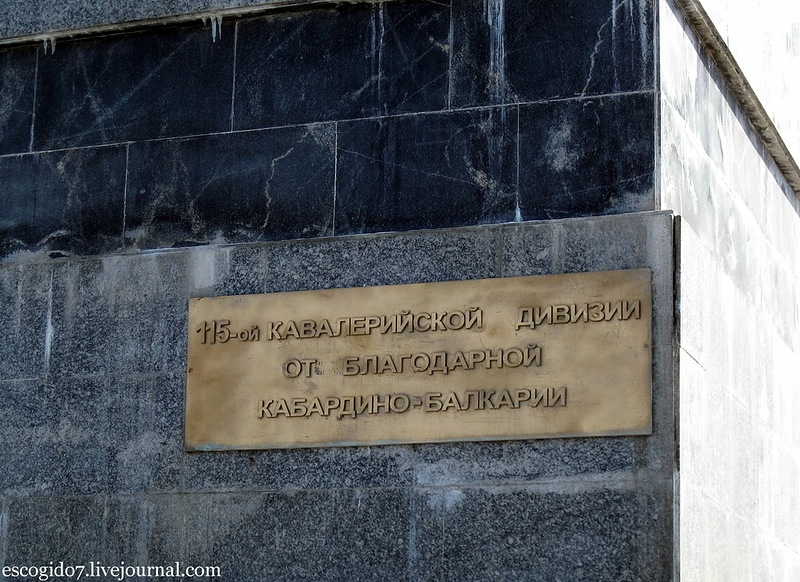 115-ой КАВАЛЕРИЙСКОЙ ДИВИЗИИ
ОТ БЛАГОДАРНОЙ
КАБАРДИНО-БАЛКАРИИ
escogido7.livejournal.com